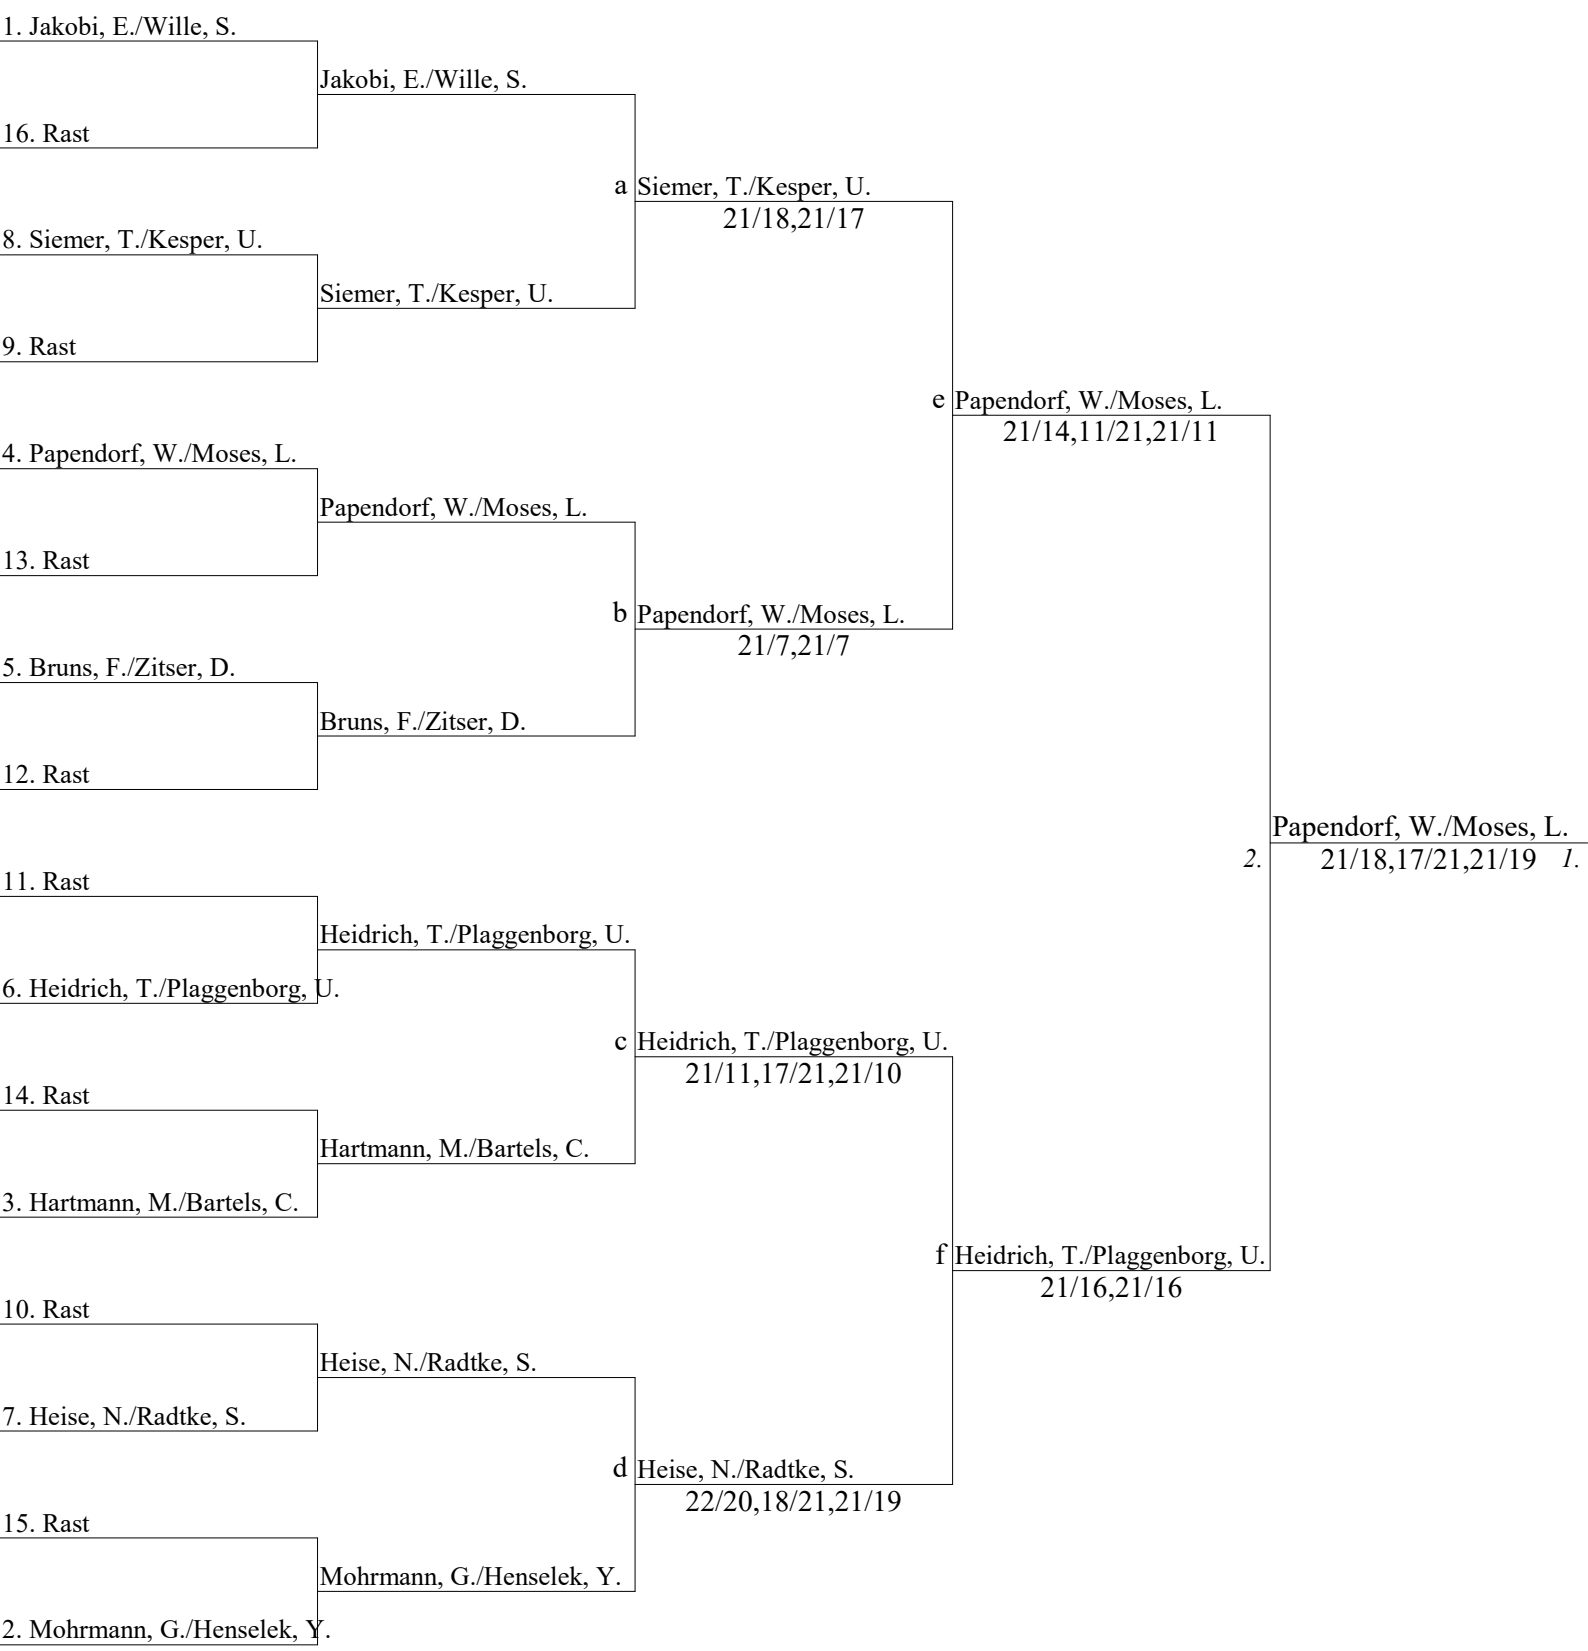 1. Jakobi, E./Wille, S.
Jakobi, E./Wille, S.
16. Rast
a Siemer, T./Kesper, U.
21/18,21/17
8. Siemer, T./Kesper, U.
Siemer, T./Kesper, U.
9. Rast
e Papendorf, W./Moses, L.
21/14,11/21,21/11
4. Papendorf, W./Moses, L.
Papendorf, W./Moses, L.
13. Rast
b Papendorf, W./Moses, L.
21/7,21/7
5. Bruns, F./Zitser, D.
Bruns, F./Zitser, D.
12. Rast
Papendorf, W./Moses, L.
2. 21/18,17/21,21/19 1.
11. Rast
Heidrich, T./Plaggenborg, U.
6. Heidrich, T./Plaggenborg, U.
c Heidrich, T./Plaggenborg, U.
21/11,17/21,21/10
14. Rast
Hartmann, M./Bartels, C.
3. Hartmann, M./Bartels, C.
f Heidrich, T./Plaggenborg, U.
21/16,21/16
10. Rast
Heise, N./Radtke, S.
7. Heise, N./Radtke, S.
d Heise, N./Radtke, S.
22/20,18/21,21/19
15. Rast
Mohrmann, G./Henselek, Y.
2. Mohrmann, G./Henselek, Y.